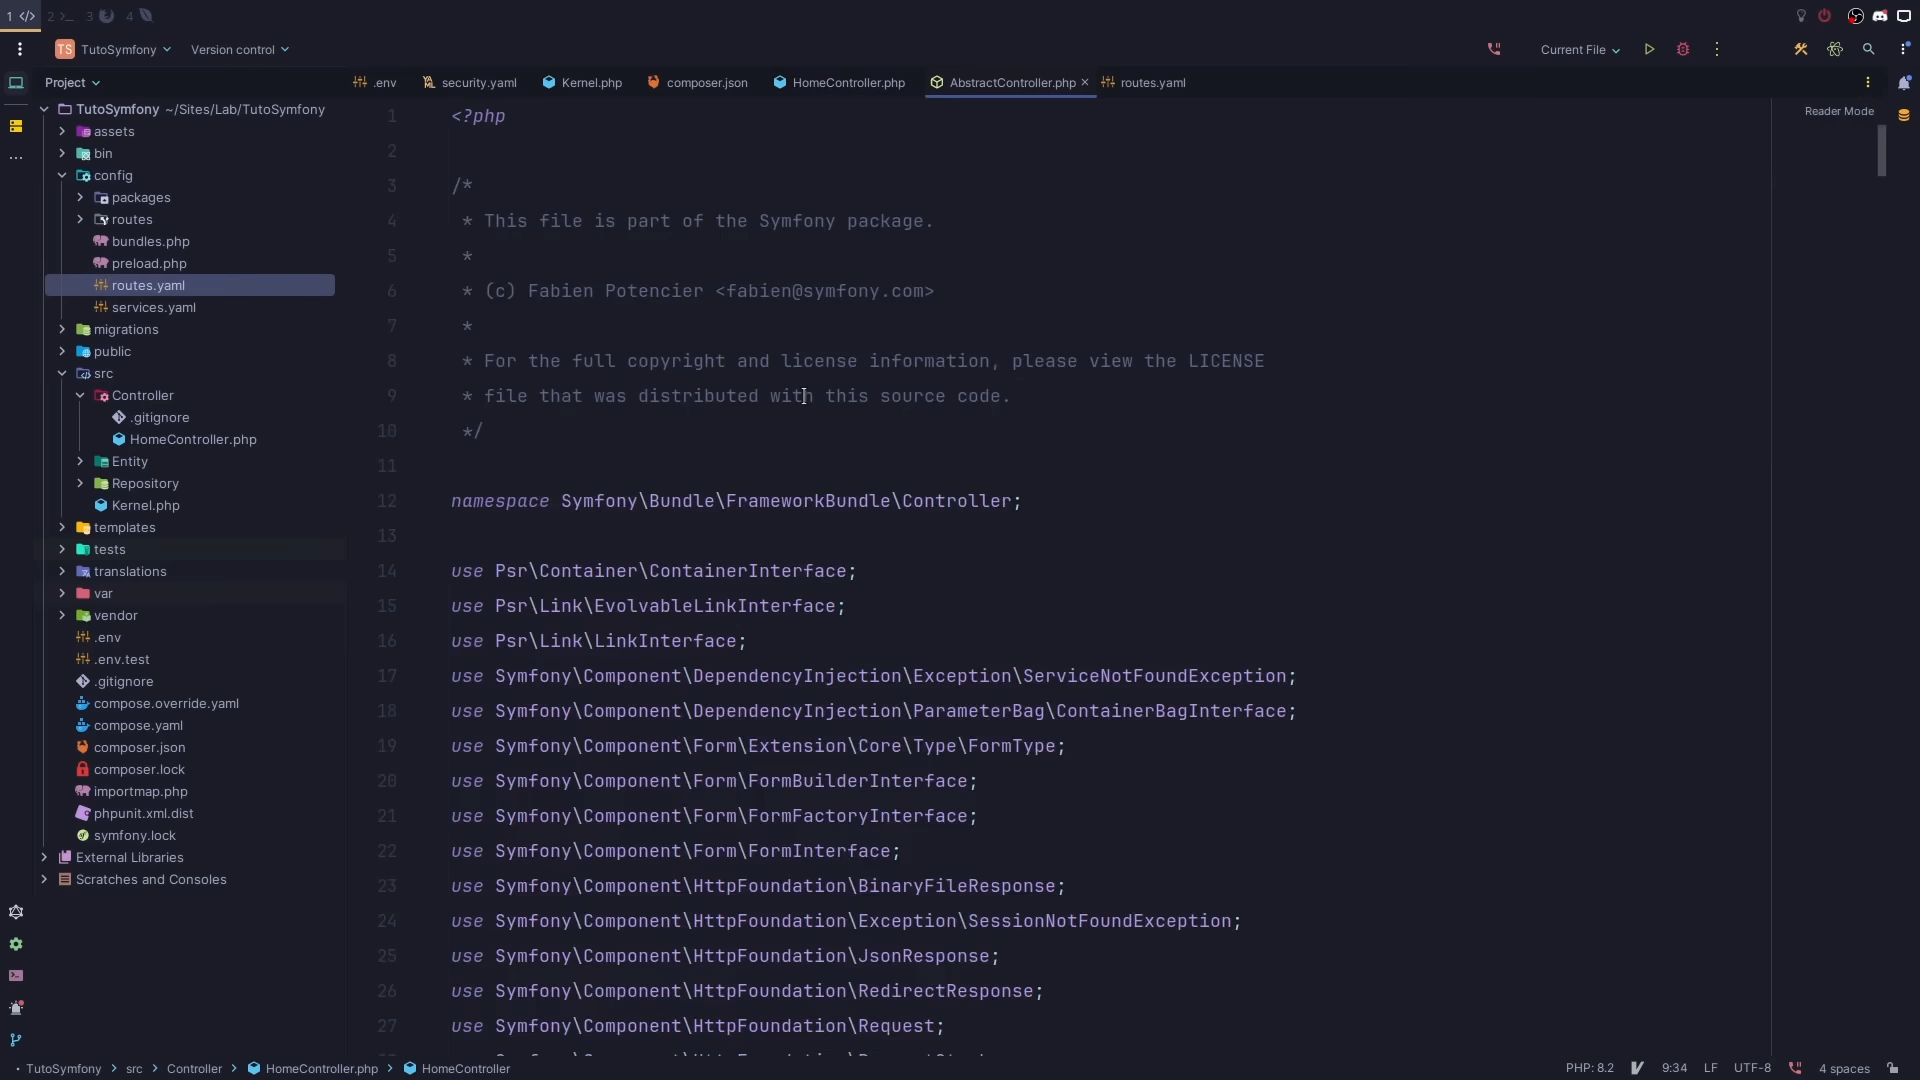 1 2 3 4
TS TutoSymfony Version control Current File
Project .env security.yaml Kernel.php composer.json HomeController.php AbstractController.php routes.yaml
Reader Mode
TutoSymfony ~/Sites/Lab/TutoSymfony
assets
bin
config
packages
routes
bundles.php
preload.php
routes.yaml
services.yaml
migrations
public
src
Controller
.gitignore
HomeController.php
Entity
Repository
Kernel.php
templates
tests
translations
var
vendor
.env
.env.test
.gitignore
compose.override.yaml
compose.yaml
composer.json
composer.lock
importmap.php
phpunit.xml.dist
symfony.lock
External Libraries
Scratches and Consoles
1 <?php
2
3 /*
4 * This file is part of the Symfony package.
5 *
6 * (c) Fabien Potencier <fabien@symfony.com>
7 *
8 * For the full copyright and license information, please view the LICENSE
9 * file that was distributed with this source code.
10 */
11
12 namespace Symfony\Bundle\FrameworkBundle\Controller;
13
14 use Psr\Container\ContainerInterface;
15 use Psr\Link\EvolvableLinkInterface;
16 use Psr\Link\LinkInterface;
17 use Symfony\Component\DependencyInjection\Exception\ServiceNotFoundException;
18 use Symfony\Component\DependencyInjection\ParameterBag\ContainerBagInterface;
19 use Symfony\Component\Form\Extension\Core\Type\FormType;
20 use Symfony\Component\Form\FormBuilderInterface;
21 use Symfony\Component\Form\FormFactoryInterface;
22 use Symfony\Component\Form\FormInterface;
23 use Symfony\Component\HttpFoundation\BinaryFileResponse;
24 use Symfony\Component\HttpFoundation\Exception\SessionNotFoundException;
25 use Symfony\Component\HttpFoundation\JsonResponse;
26 use Symfony\Component\HttpFoundation\RedirectResponse;
27 use Symfony\Component\HttpFoundation\Request;
TutoSymfony > src > Controller > HomeController.php > HomeController PHP: 8.2 9:34 LF UTF-8 4 spaces